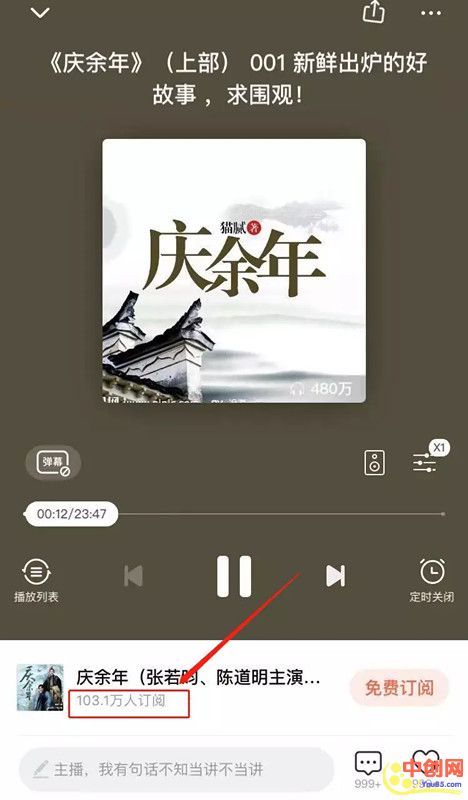 《庆余年》（上部） 001 新鲜出炉的好
故事 ，求围观！
猫腻 著
庆余年
480万
弹幕
X1
00:12/23:47
播放列表
定时关闭
庆余年（张若昀、陈道明主演...
103.1万人订阅
免费订阅
主播，我有句话不知当讲不当讲
999+
中创网